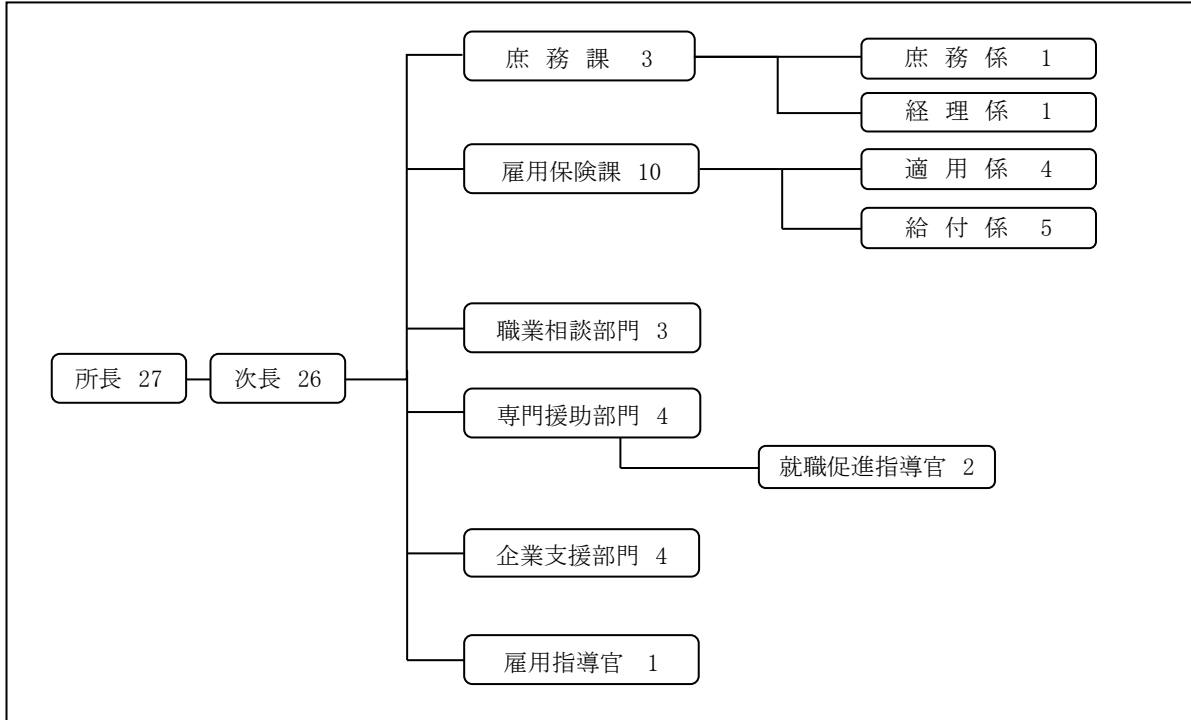 庶務課 3
庶務係 1
経理係 1
雇用保険課 10
適用係 4
給付係 5
職業相談部門 3
所長 27
次長 26
専門援助部門 4
就職促進指導官 2
企業支援部門 4
雇用指導官 1